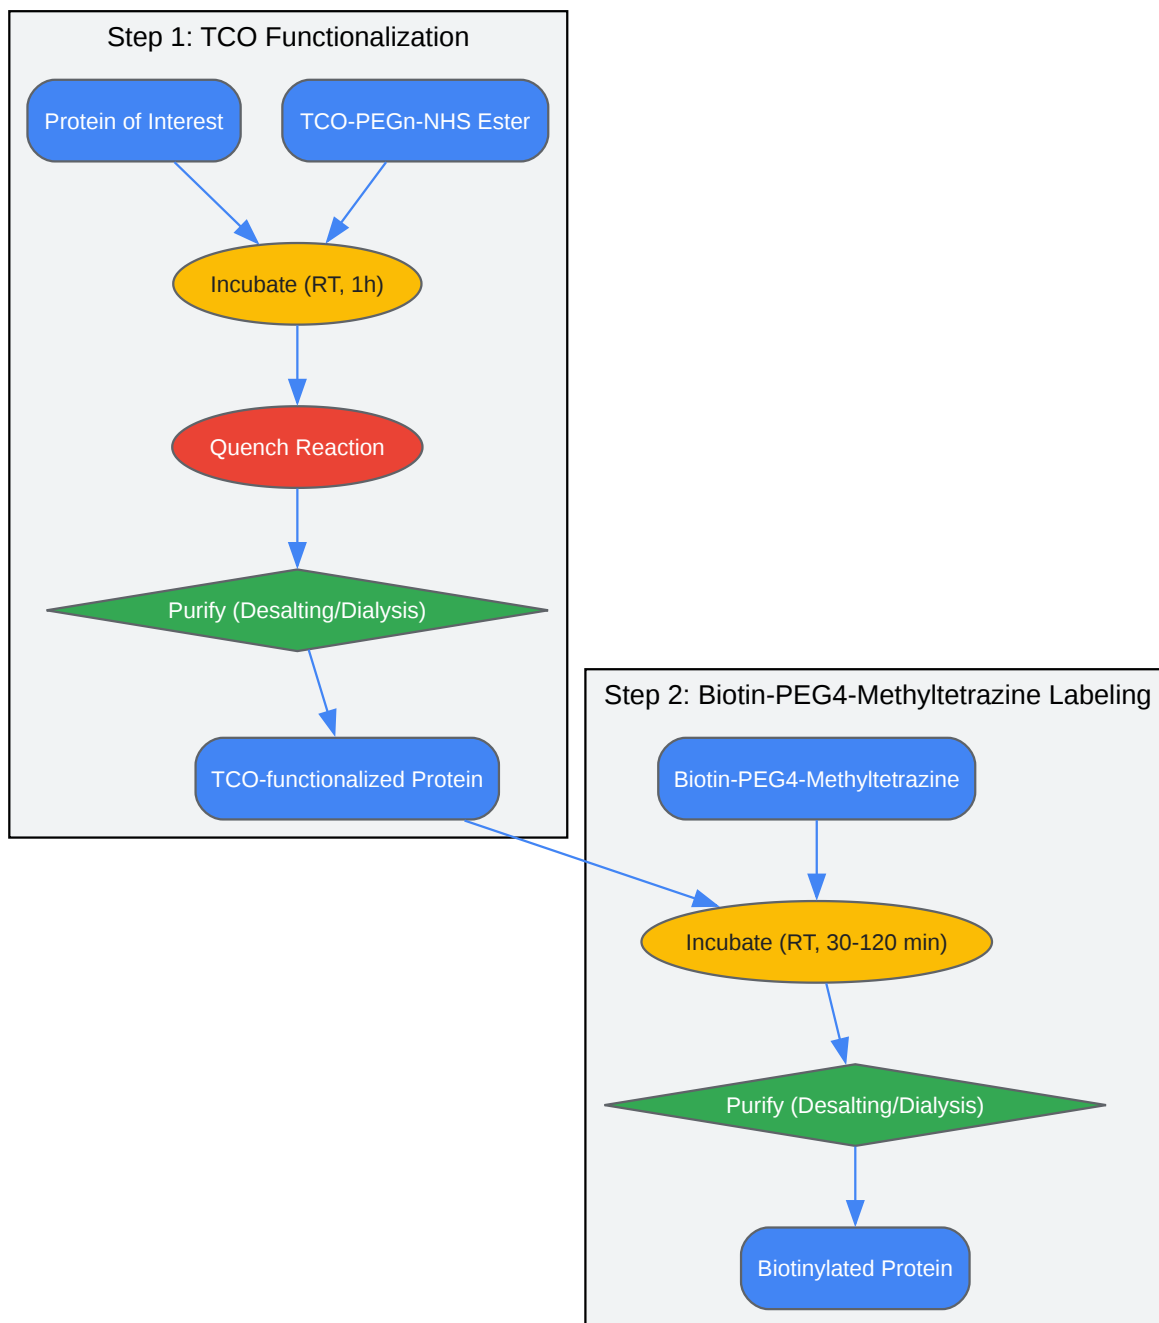 Step 1: TCO Functionalization
Protein of Interest
TCO-PEGn-NHS Ester
Incubate (RT, 1h)
Quench Reaction
Purify (Desalting/Dialysis)
TCO-functionalized Protein
Step 2: Biotin-PEG4-Methyltetrazine Labeling
Biotin-PEG4-Methyltetrazine
Incubate (RT, 30-120 min)
Purify (Desalting/Dialysis)
Biotinylated Protein